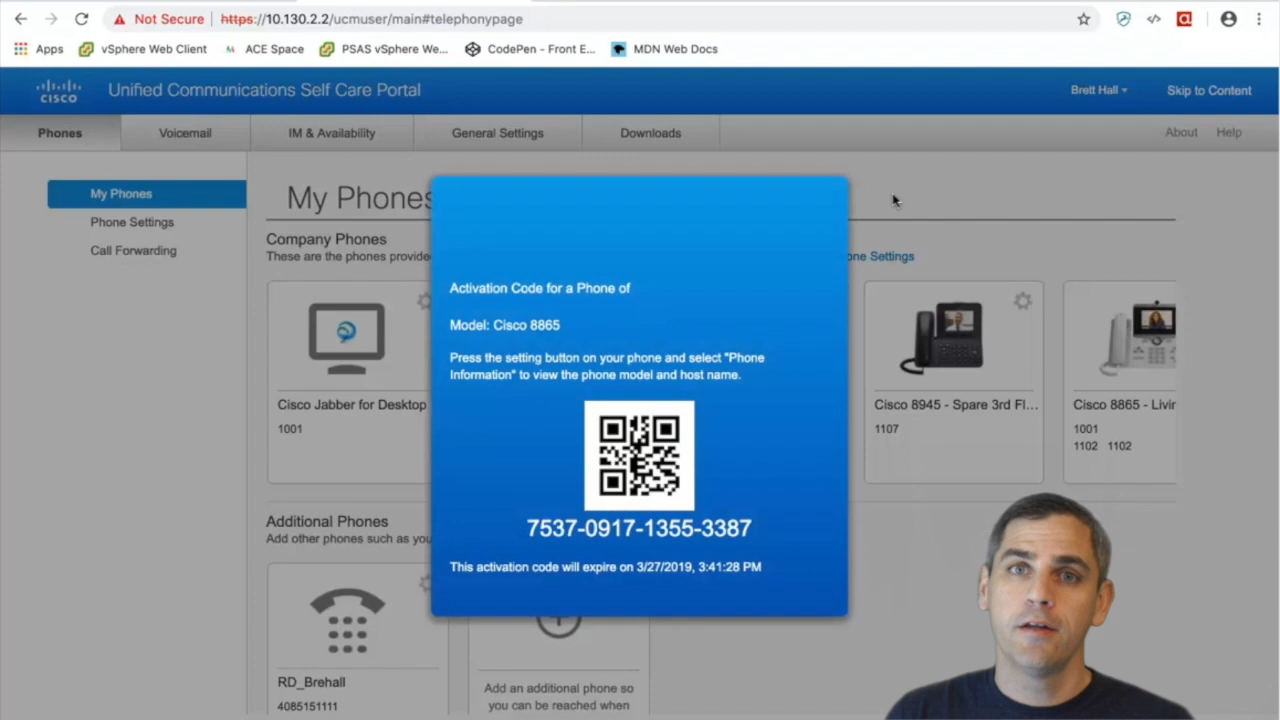 Not Secure
https://10.130.2.2/ucmuser/main#telephonypage
Apps
vSphere Web Client
ACE Space
PSAS vSphere We...
CodePen - Front E...
MDN Web Docs
CISCO
Unified Communications Self Care Portal
Brett Hall
Skip to Content
Phones
Voicemail
IM & Availability
General Settings
Downloads
About
Help
My Phones
Phone Settings
Call Forwarding
My Phones
Company Phones
These are the phones
Settings
Cisco Jabber for Desktop
1001
Cisco 8945 - Spare 3rd Fl...
1107
Cisco 8865 -
1001
1102 1102
Activation Code for a Phone of
Model: Cisco 8865
Press the setting button on your phone and select "Phone
Information" to view the phone model and host name.
7537-0917-1355-3387
This activation code will expire on 3/27/2019, 3:41:28 PM
Additional Phones
Add other phones such as
RD_Brehall
4085151111
Add an additional phone so
you can be reached when